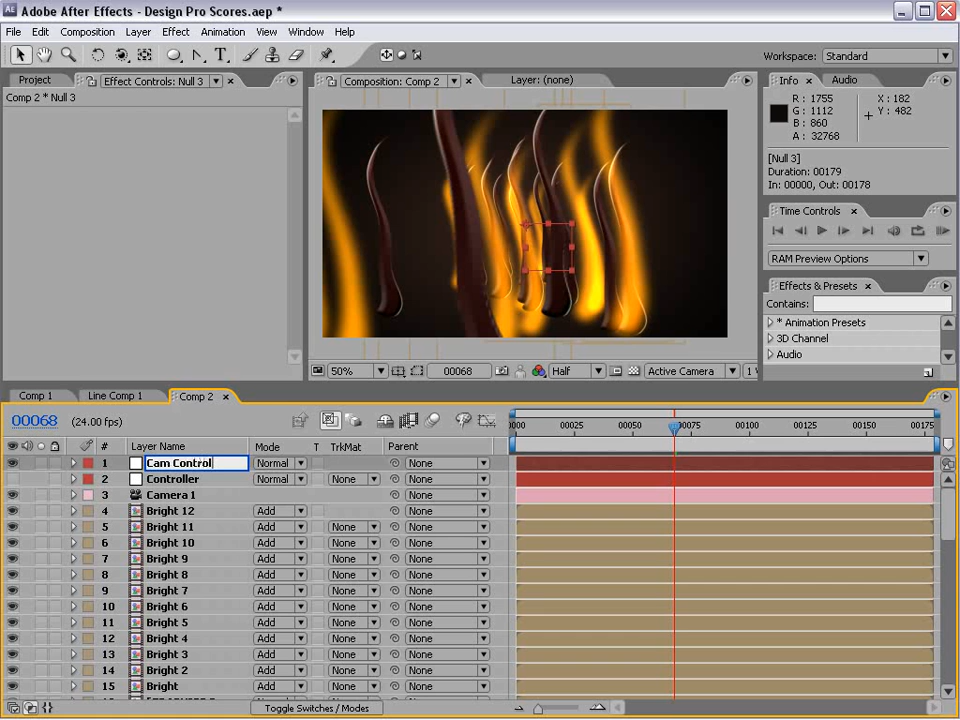 Adobe After Effects - Design Pro Scores.aep *
File Edit Composition Layer Effect Animation View Window Help
Workspace: Standard
Project Effect Controls: Null 3
Comp 2 * Null 3
Composition: Comp 2 Layer: (none)
50% 00068 Half Active Camera 1
Info Audio
R : 1755 X : 182
G : 1112 Y : 482
B : 860
A : 32768
[Null 3]
Duration: 00179
In: 00000, Out: 00178
Time Controls
RAM Preview Options
Effects & Presets
Contains:
* Animation Presets
3D Channel
Audio
Comp 1 Line Comp 1 Comp 2
00068 (24.00 fps)
0000 00025 00050 00075 00100 00125 00150 00175
# Layer Name Mode T TrkMat Parent
1 Cam Control Normal None
2 Controller Normal None None
3 Camera 1 None
4 Bright 12 Add None
5 Bright 11 Add None None
6 Bright 10 Add None None
7 Bright 9 Add None None
8 Bright 8 Add None None
9 Bright 7 Add None None
10 Bright 6 Add None None
11 Bright 5 Add None None
12 Bright 4 Add None None
13 Bright 3 Add None None
14 Bright 2 Add None None
15 Bright Add None None
Toggle Switches / Modes